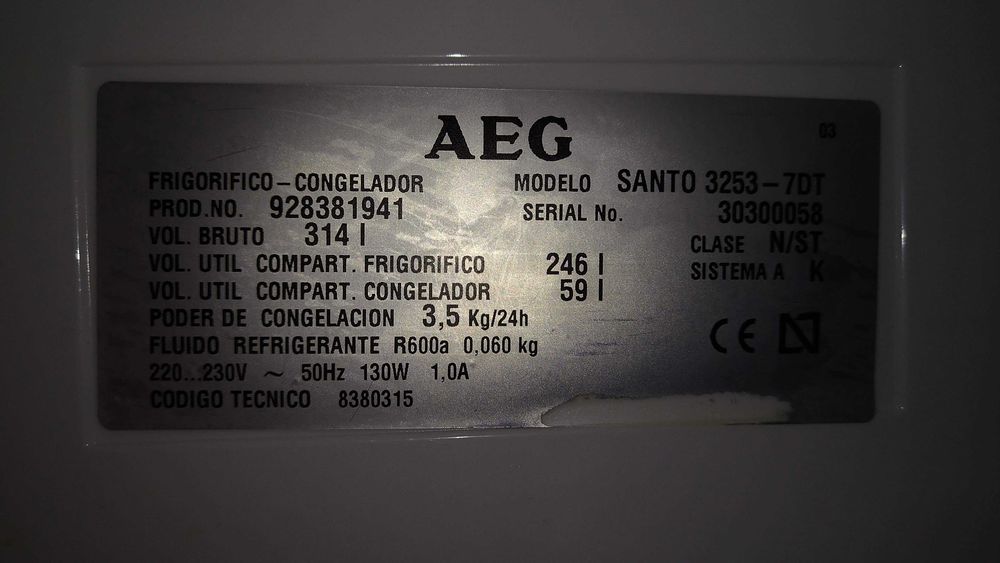 AEG
03
FRIGORIFICO-CONGELADOR MODELO SANTO 3253-7DT
PROD.NO. 928381941 SERIAL No. 30300058
VOL. BRUTO 314 l CLASE N/ST
VOL. UTIL COMPART. FRIGORIFICO 246 l SISTEMA A K
VOL. UTIL COMPART. CONGELADOR 59 l
PODER DE CONGELACION 3,5 Kg/24h
FLUIDO REFRIGERANTE R600a 0,060 kg CE N
220...230V ~ 50Hz 130W 1,0A
CODIGO TECNICO 8380315